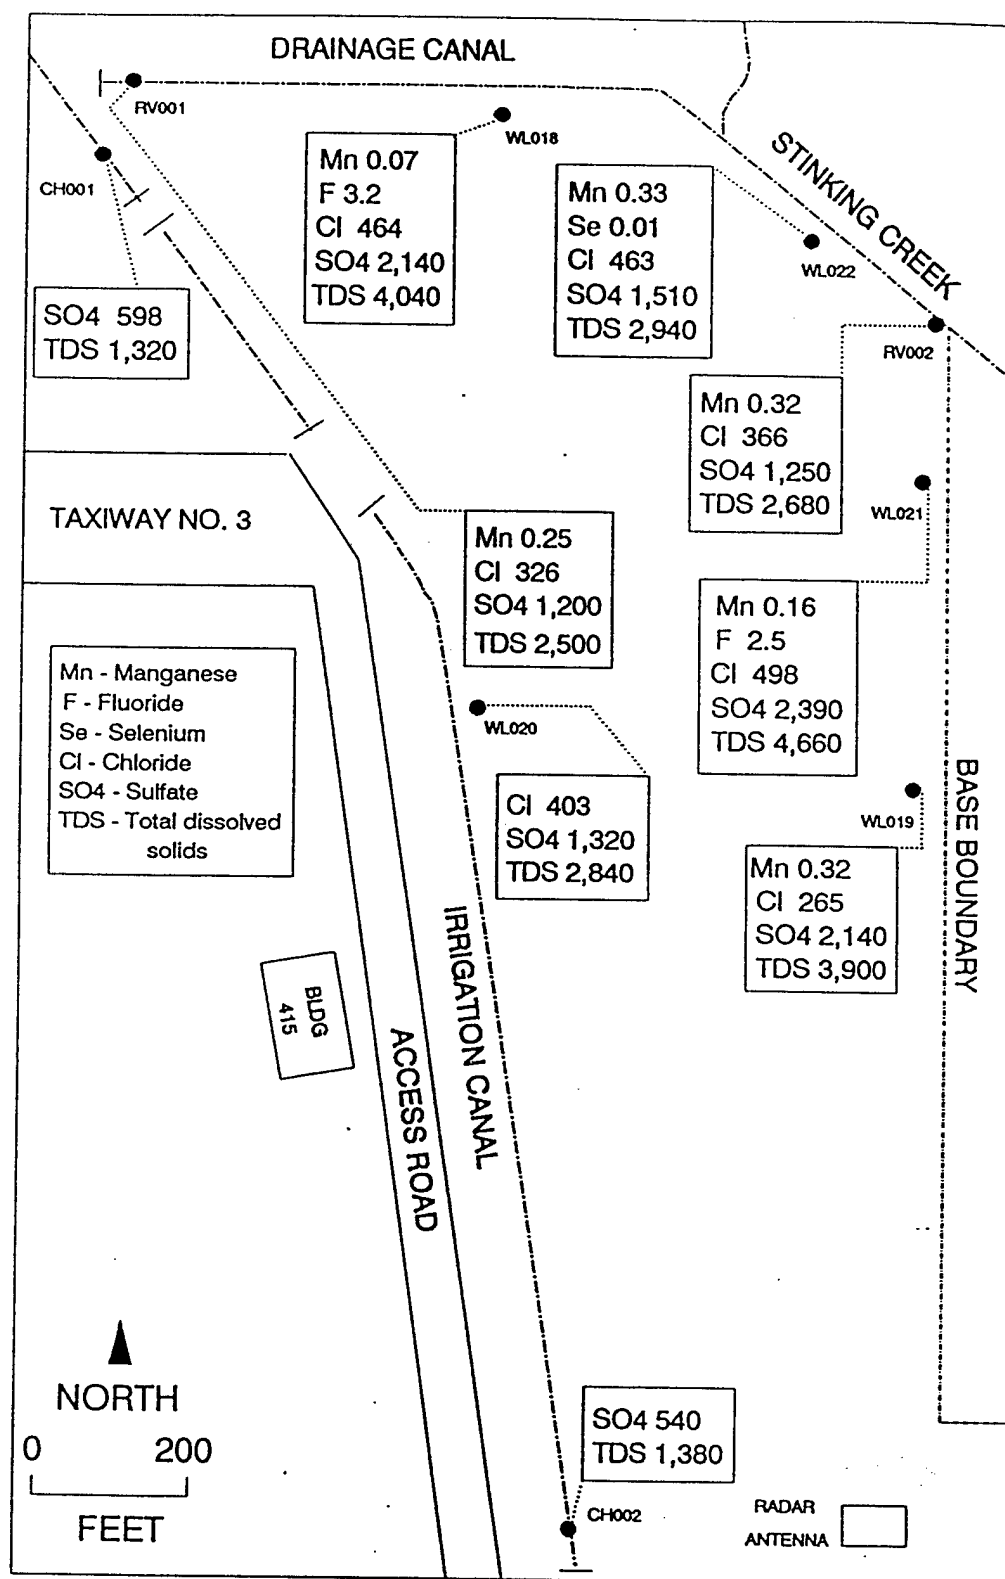 DRAINAGE CANAL
RV001
WL018
CH001
STINKING CREEK
Mn 0.07
F 3.2
Cl 464
SO4 2,140
TDS 4,040
Mn 0.33
Se 0.01
Cl 463
SO4 1,510
TDS 2,940
WL022
SO4 598
TDS 1,320
RV002
Mn 0.32
Cl 366
SO4 1,250
TDS 2,680
WL021
TAXIWAY NO. 3
Mn 0.25
Cl 326
SO4 1,200
TDS 2,500
Mn 0.16
F 2.5
Cl 498
SO4 2,390
TDS 4,660
Mn - Manganese
F - Fluoride
Se - Selenium
Cl - Chloride
SO4 - Sulfate
TDS - Total dissolved
solids
WL020
Cl 403
SO4 1,320
TDS 2,840
WL019
BASE BOUNDARY
Mn 0.32
Cl 265
SO4 2,140
TDS 3,900
BLDG
415
IRRIGATION CANAL
ACCESS ROAD
NORTH
0 200
FEET
SO4 540
TDS 1,380
CH002
RADAR
ANTENNA